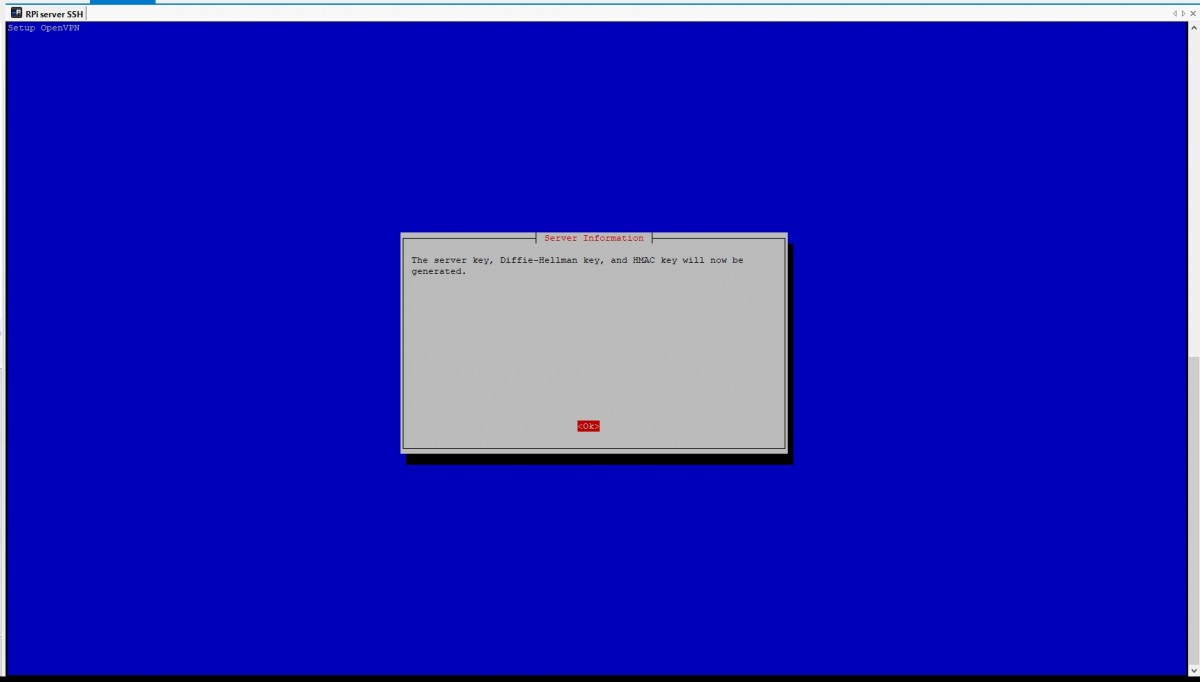 RPi server SSH
Setup OpenVPN
Server Information
The server key, Diffie-Hellman key, and HMAC key will now be
generated.
<Ok>